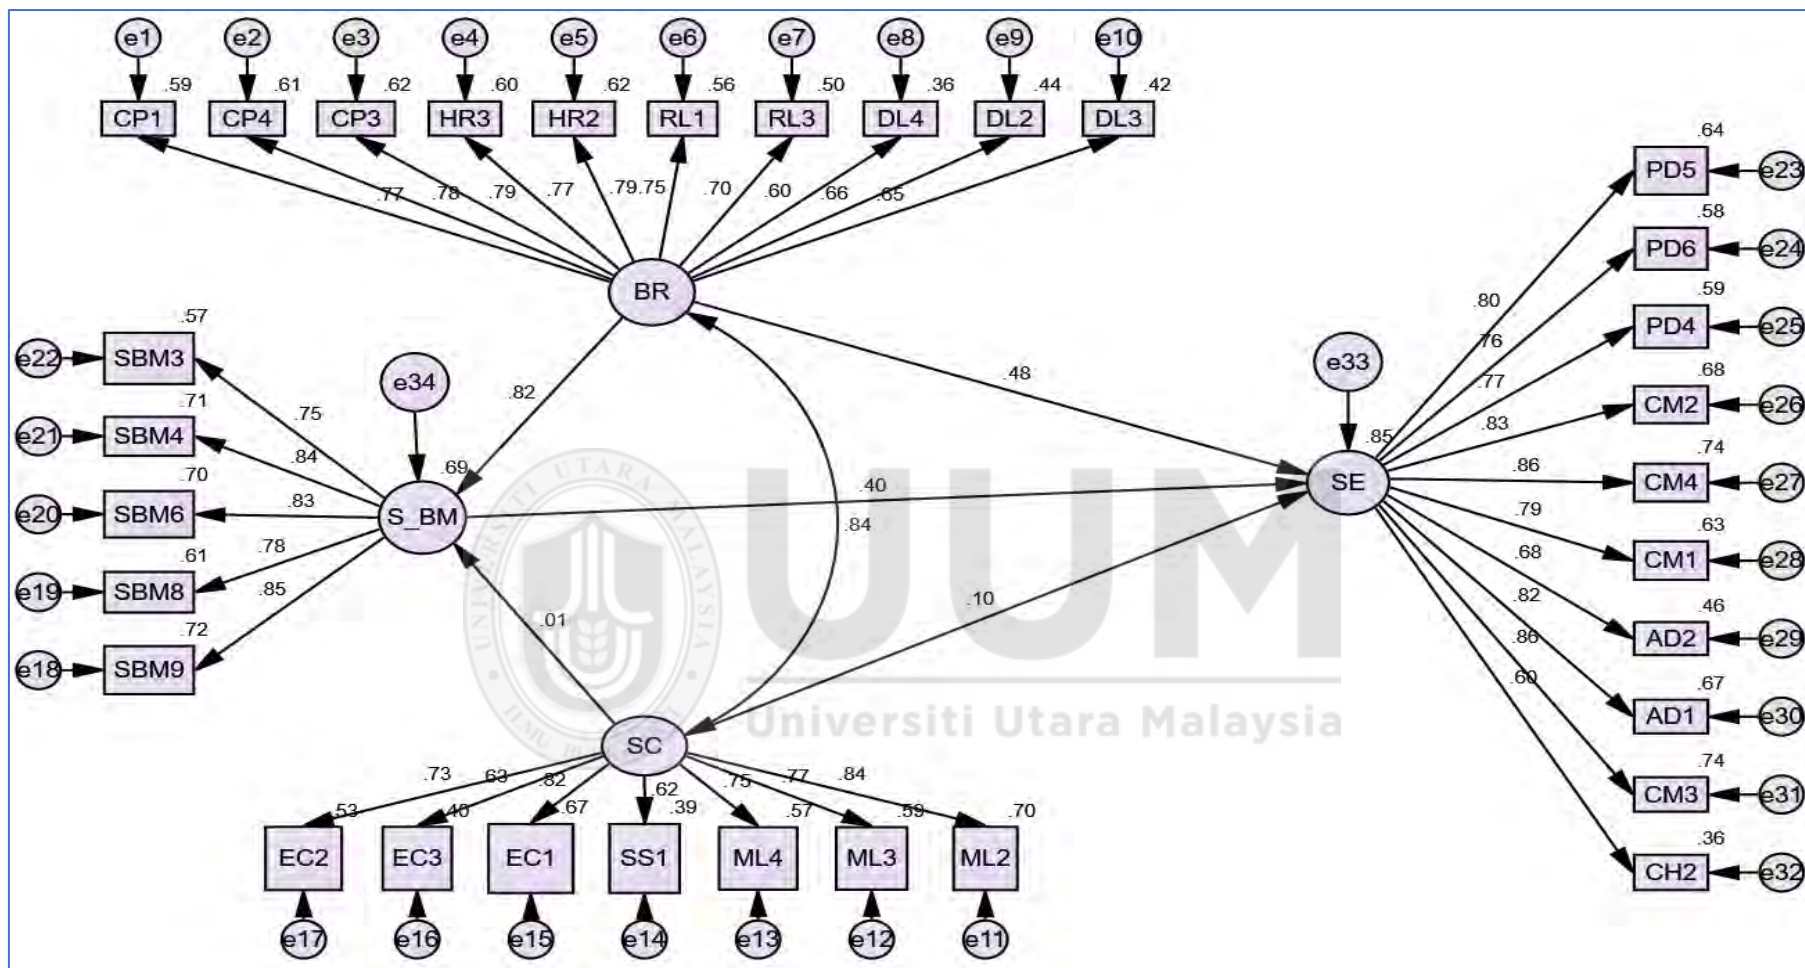 e1 e2 e3 e4 e5 e6 e7 e8 e9 e10
.59 .61 .62 .60 .62 .56 .50 .36 .44 .42
CP1 CP4 CP3 HR3 HR2 RL1 RL3 DL4 DL2 DL3
.77 .78 .79 .77 .79 .75 .70 .60 .66 .65
BR
.82 .48 .84
.57
e22 SBM3
.71
e21 SBM4
.70
e20 SBM6
.61
e19 SBM8
.72
e18 SBM9
.75
.84
.83
.78
.85
e34
.69
S_BM
.40
.01
.10
e33
.85
SE
.80
.76
.77
.83
.86
.79
.68
.82
.86
.60
.64
PD5 e23
.58
PD6 e24
.59
PD4 e25
.68
CM2 e26
.74
CM4 e27
.63
CM1 e28
.46
AD2 e29
.67
AD1 e30
.74
CM3 e31
.36
CH2 e32
UNIVERSITI UTARA MALAYSIA
UUM
Universiti Utara Malaysia
SC
.73 .63 .82 .62 .75 .77 .84
.53 .40 .67 .39 .57 .59 .70
EC2 EC3 EC1 SS1 ML4 ML3 ML2
e17 e16 e15 e14 e13 e12 e11